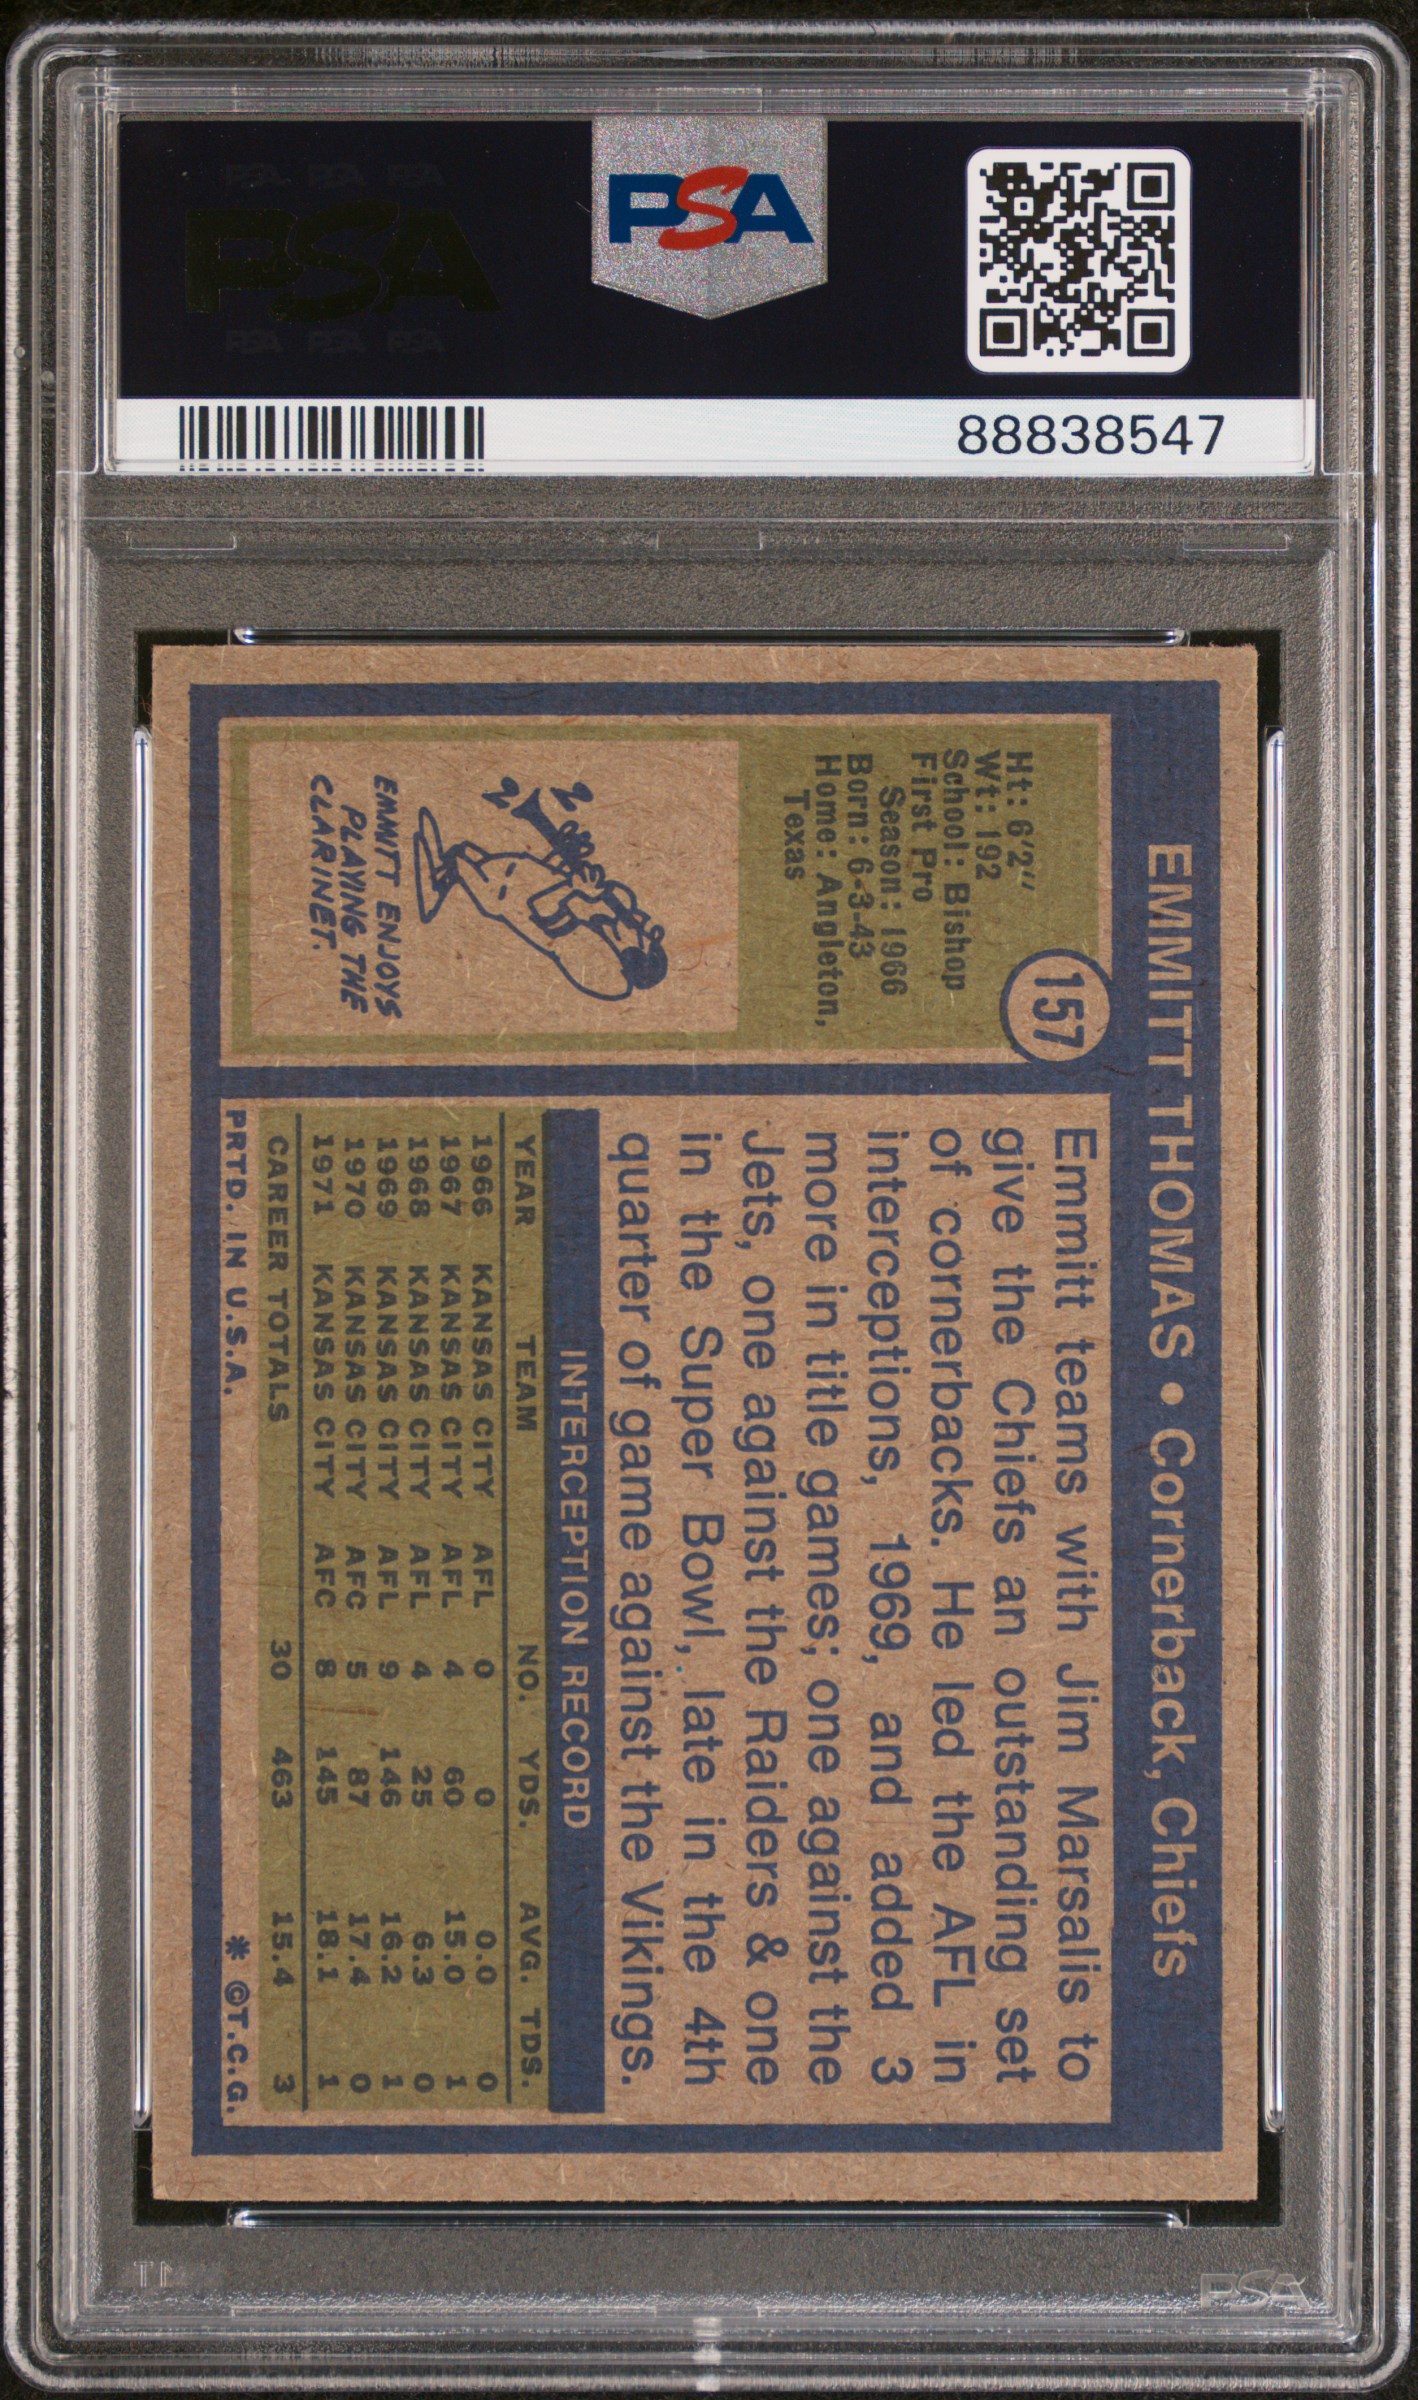 PSA
88838547
EMMITT THOMAS • Cornerback, Chiefs
157
Ht: 6'2"
Wt: 192
School: Bishop
First Pro
Season: 1966
Born: 6-3-43
Home: Angleton,
Texas
EMMITT ENJOYS
PLAYING THE
CLARINET.
Emmitt teams with Jim Marsalis to
give the Chiefs an outstanding set
of cornerbacks. He led the AFL in
interceptions, 1969, and added 3
more in title games; one against the
Jets, one against the Raiders & one
in the Super Bowl, late in the 4th
quarter of game against the Vikings.
INTERCEPTION RECORD
YEAR TEAM NO. YDS. AVG. TDS.
1966 KANSAS CITY AFL 0 0 0.0 0
1967 KANSAS CITY AFL 4 60 15.0 1
1968 KANSAS CITY AFL 4 25 6.3 0
1969 KANSAS CITY AFL 9 146 16.2 1
1970 KANSAS CITY AFC 5 87 17.4 0
1971 KANSAS CITY AFC 8 145 18.1 1
CAREER TOTALS 30 463 15.4 3
PRTD. IN U.S.A. * ©T.C.G.
PSA PSA PSA
PSA
PSA PSA PSA
PSA